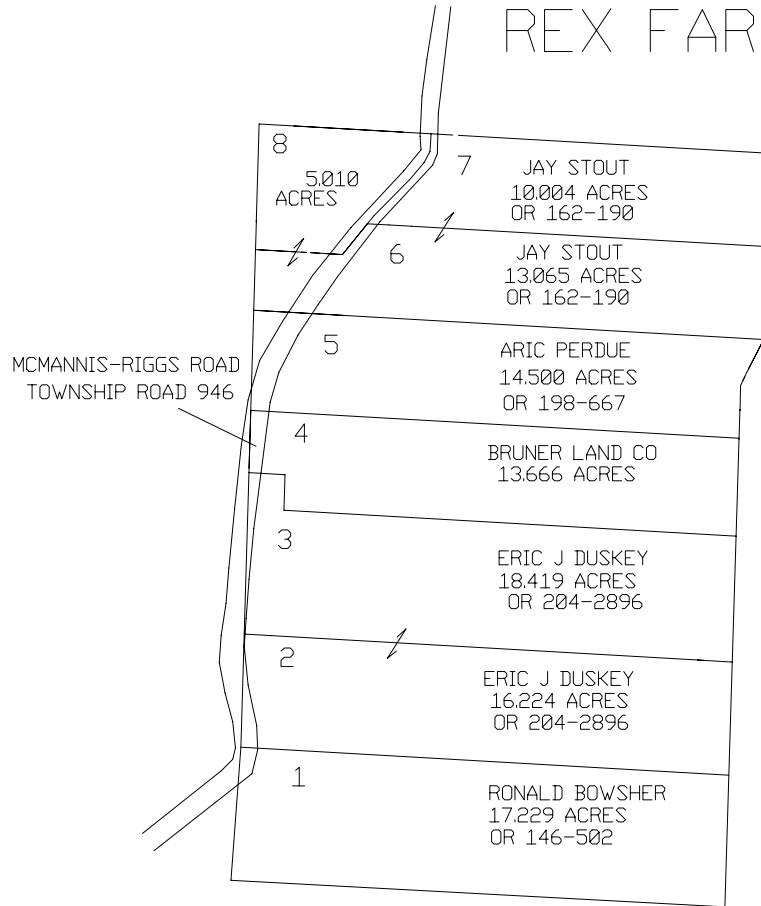 REX FAR
8
5.010
ACRES
7
JAY STOUT
10.004 ACRES
OR 162-190
6
JAY STOUT
13.065 ACRES
OR 162-190
5
ARIC PERDUE
14.500 ACRES
OR 198-667
MCMANNIS-RIGGS ROAD
TOWNSHIP ROAD 946
4
BRUNER LAND CO
13.666 ACRES
3
ERIC J DUSKEY
18.419 ACRES
OR 204-2896
2
ERIC J DUSKEY
16.224 ACRES
OR 204-2896
1
RONALD BOWSHER
17.229 ACRES
OR 146-502